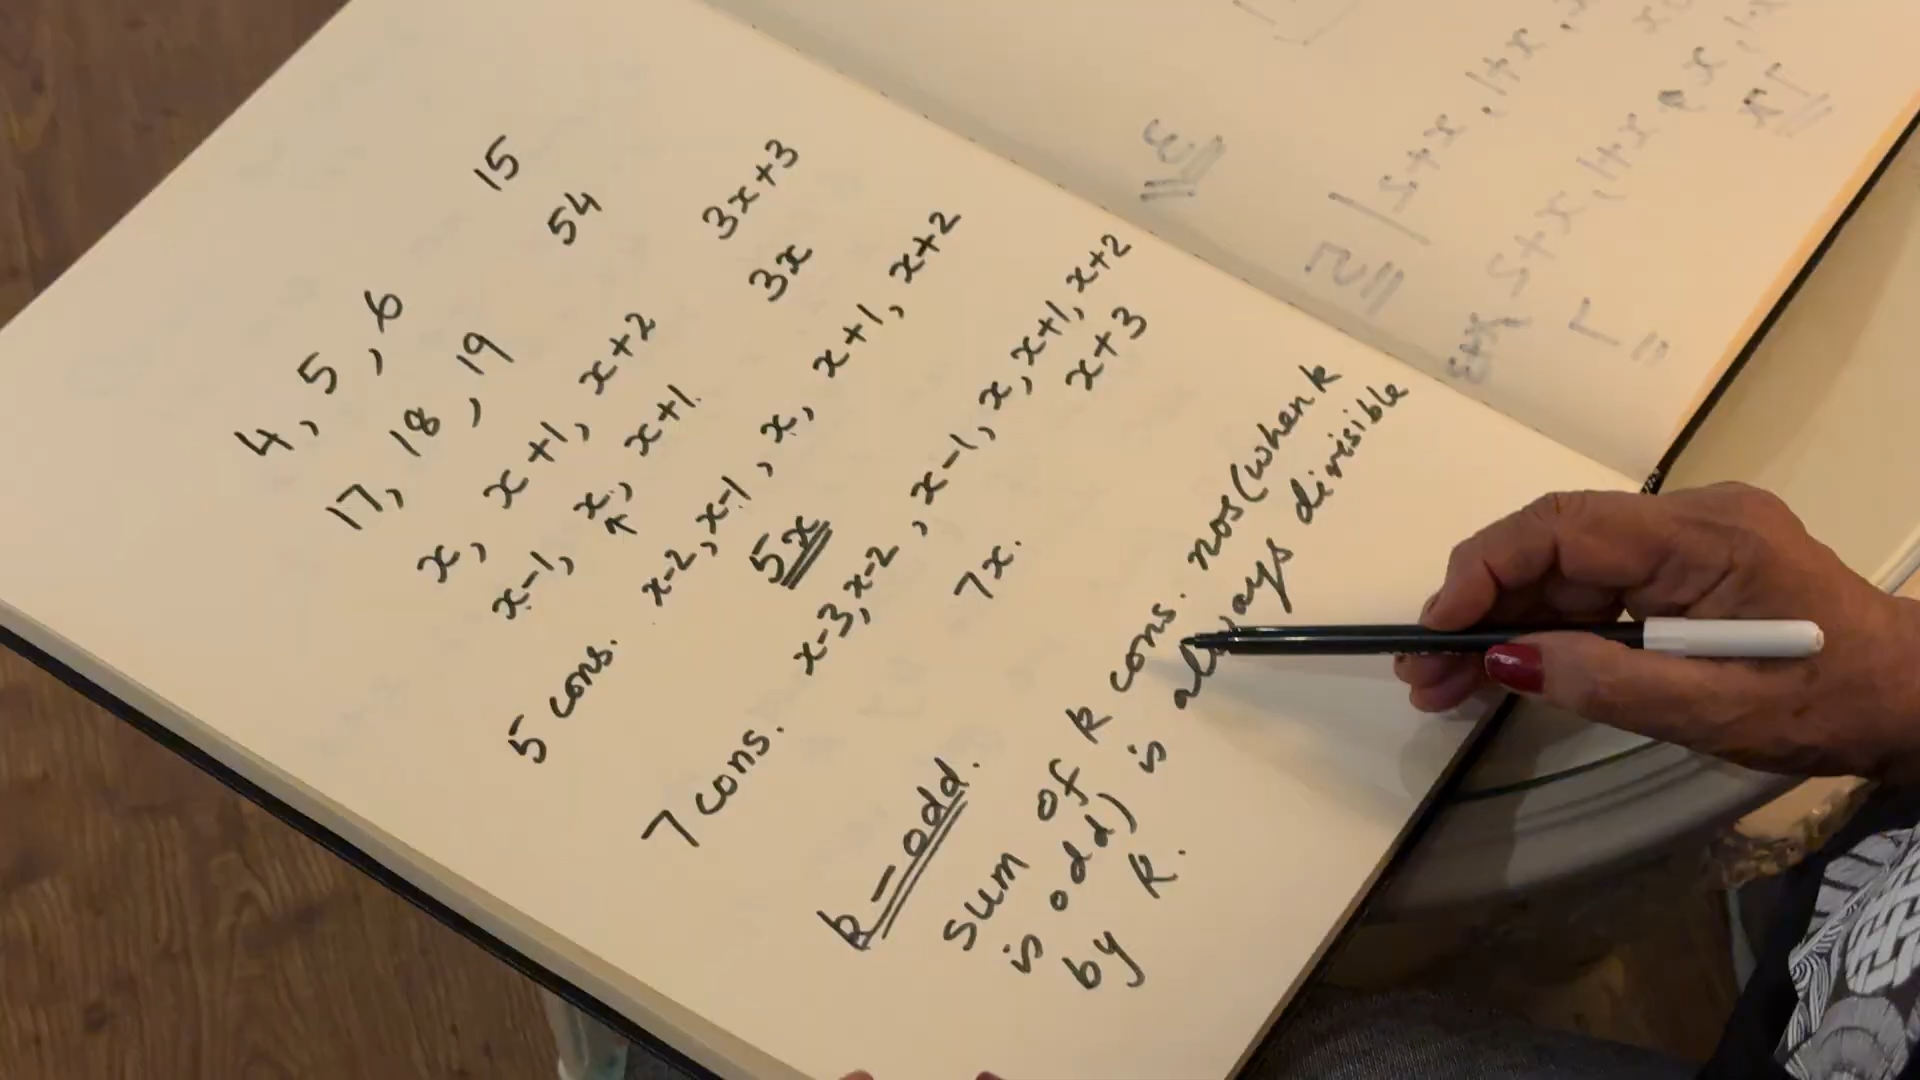 4, 5, 6 15
17, 18, 19 54
x, x+1, x+2 3x+3
x-1, x, x+1. 3x
5 cons. x-2, x-1, x, x+1, x+2
5x
7 cons. x-3, x-2, x-1, x, x+1, x+2
x+3
7x.
k - odd.
sum of k cons. nos (when k
is odd) is always divisible
by k.